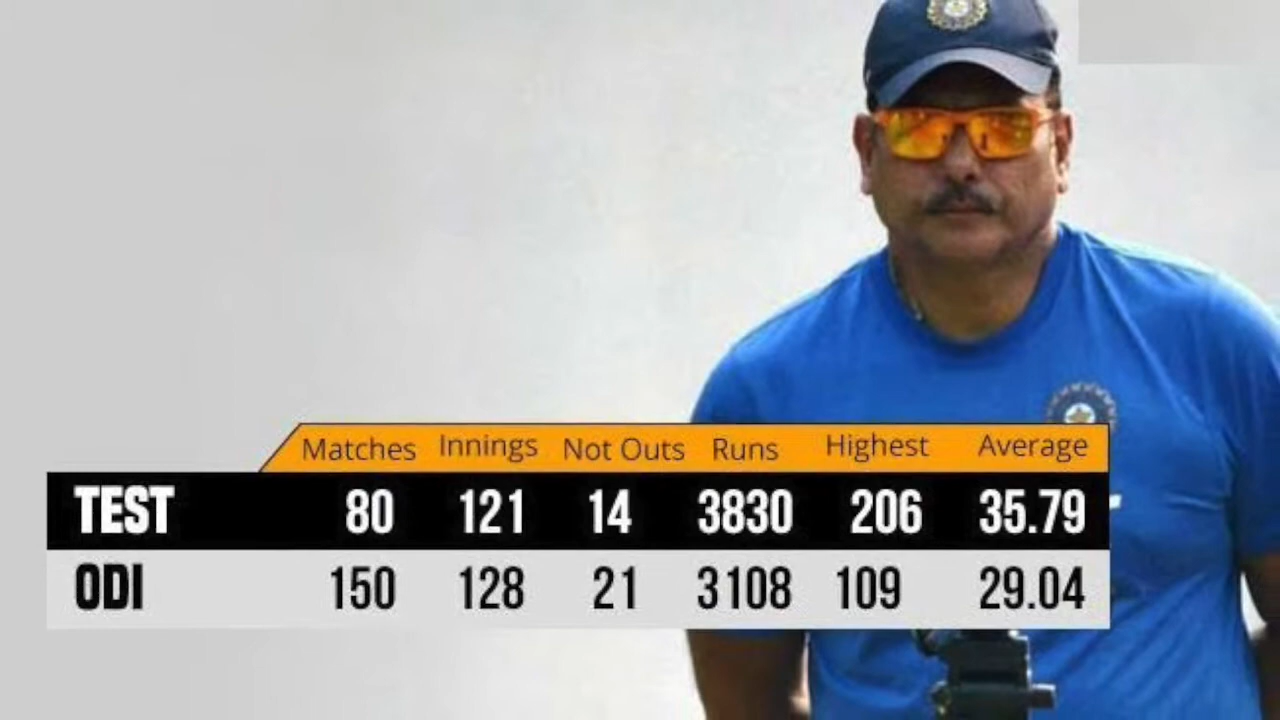 Matches Innings Not Outs Runs Highest Average
TEST 80 121 14 3830 206 35.79
ODI 150 128 21 3108 109 29.04